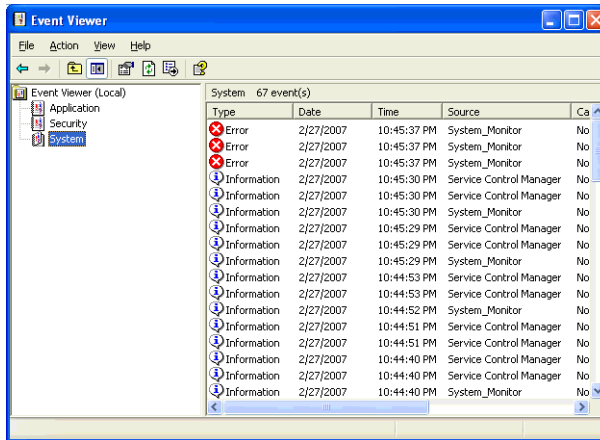 Event Viewer
File Action View Help
Event Viewer (Local)
Application
Security
System
System 67 event(s)
Type Date Time Source Ca
Error 2/27/2007 10:45:37 PM System_Monitor No
Error 2/27/2007 10:45:37 PM System_Monitor No
Error 2/27/2007 10:45:37 PM System_Monitor No
Information 2/27/2007 10:45:30 PM Service Control Manager No
Information 2/27/2007 10:45:30 PM Service Control Manager No
Information 2/27/2007 10:45:30 PM System_Monitor No
Information 2/27/2007 10:45:29 PM Service Control Manager No
Information 2/27/2007 10:45:29 PM Service Control Manager No
Information 2/27/2007 10:45:29 PM System_Monitor No
Information 2/27/2007 10:44:53 PM Service Control Manager No
Information 2/27/2007 10:44:53 PM Service Control Manager No
Information 2/27/2007 10:44:52 PM System_Monitor No
Information 2/27/2007 10:44:51 PM Service Control Manager No
Information 2/27/2007 10:44:51 PM Service Control Manager No
Information 2/27/2007 10:44:40 PM Service Control Manager No
Information 2/27/2007 10:44:40 PM Service Control Manager No
Information 2/27/2007 10:44:40 PM System_Monitor No